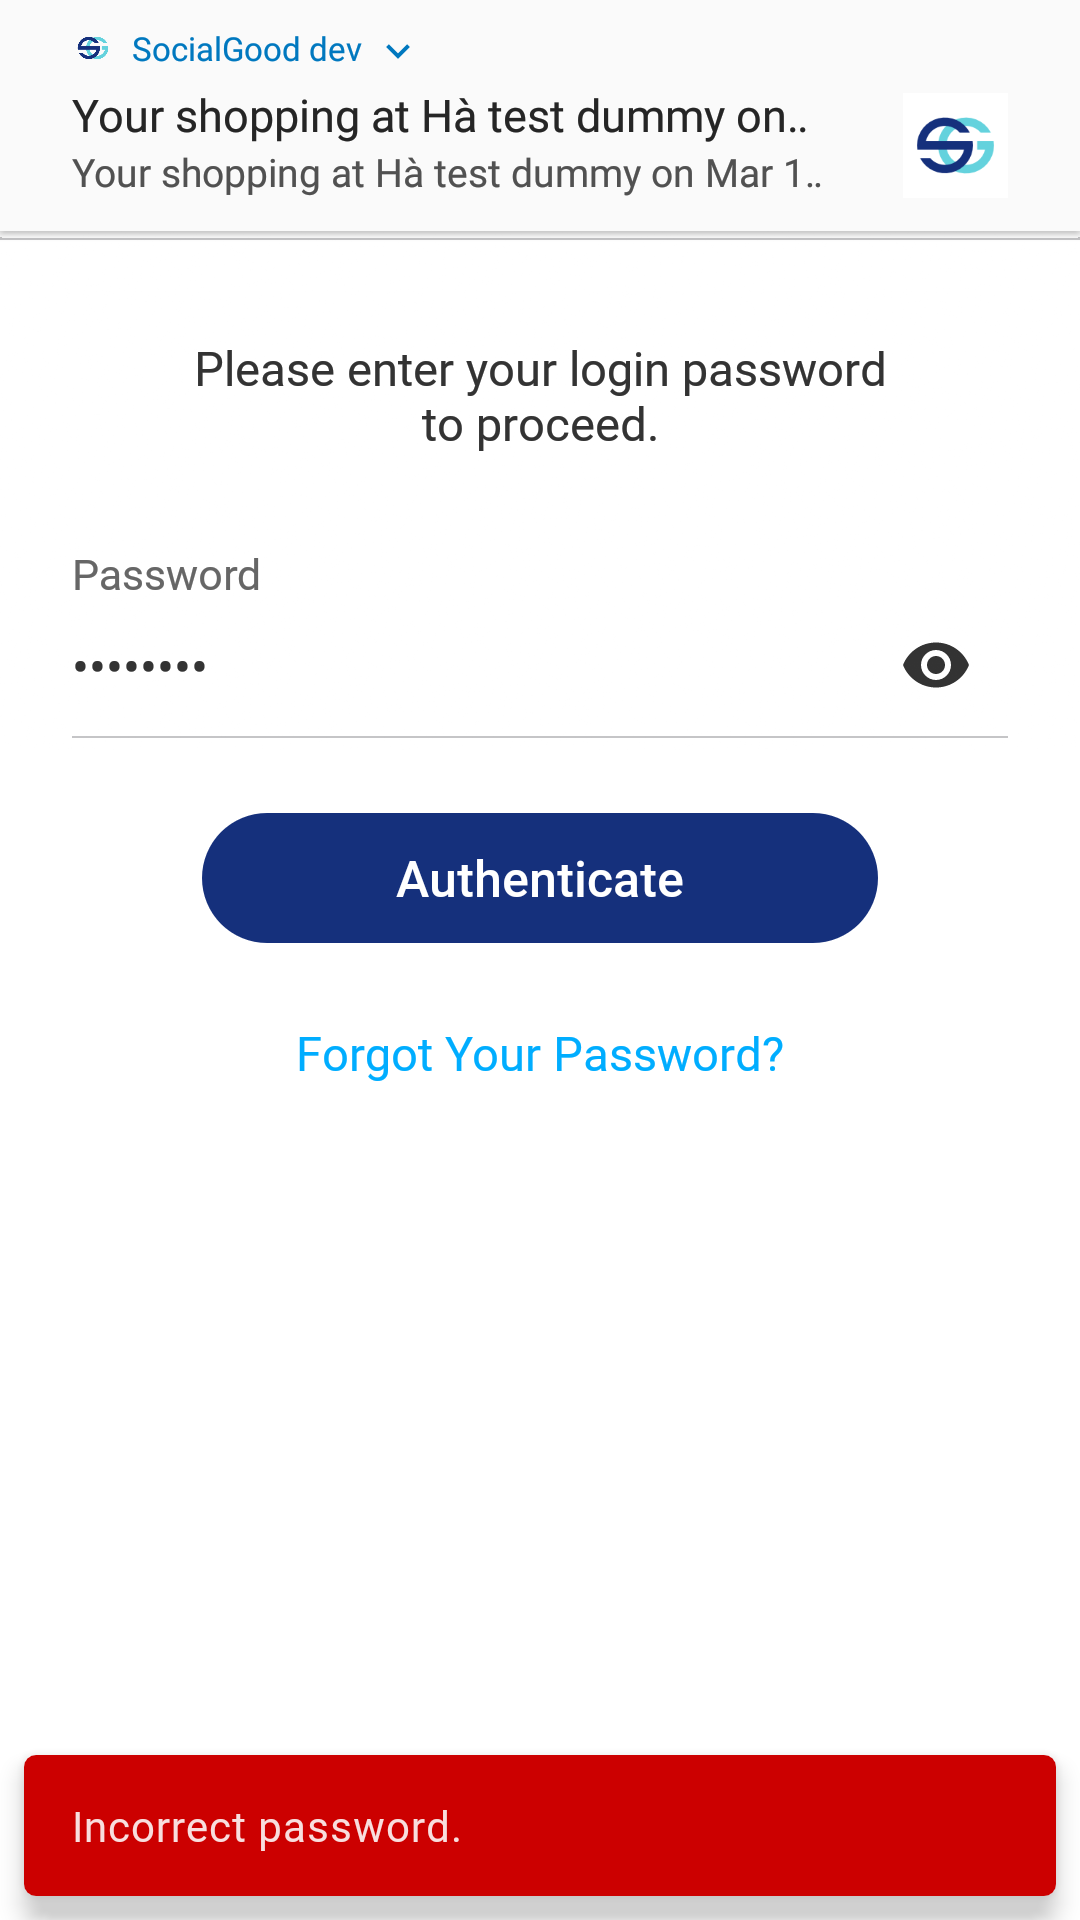 SocialGood dev
Your shopping at Hà test dummy on..
Your shopping at Hà test dummy on Mar 1..
Please enter your login password
to proceed.
Password
••••••••
Authenticate
Forgot Your Password?
Incorrect password.